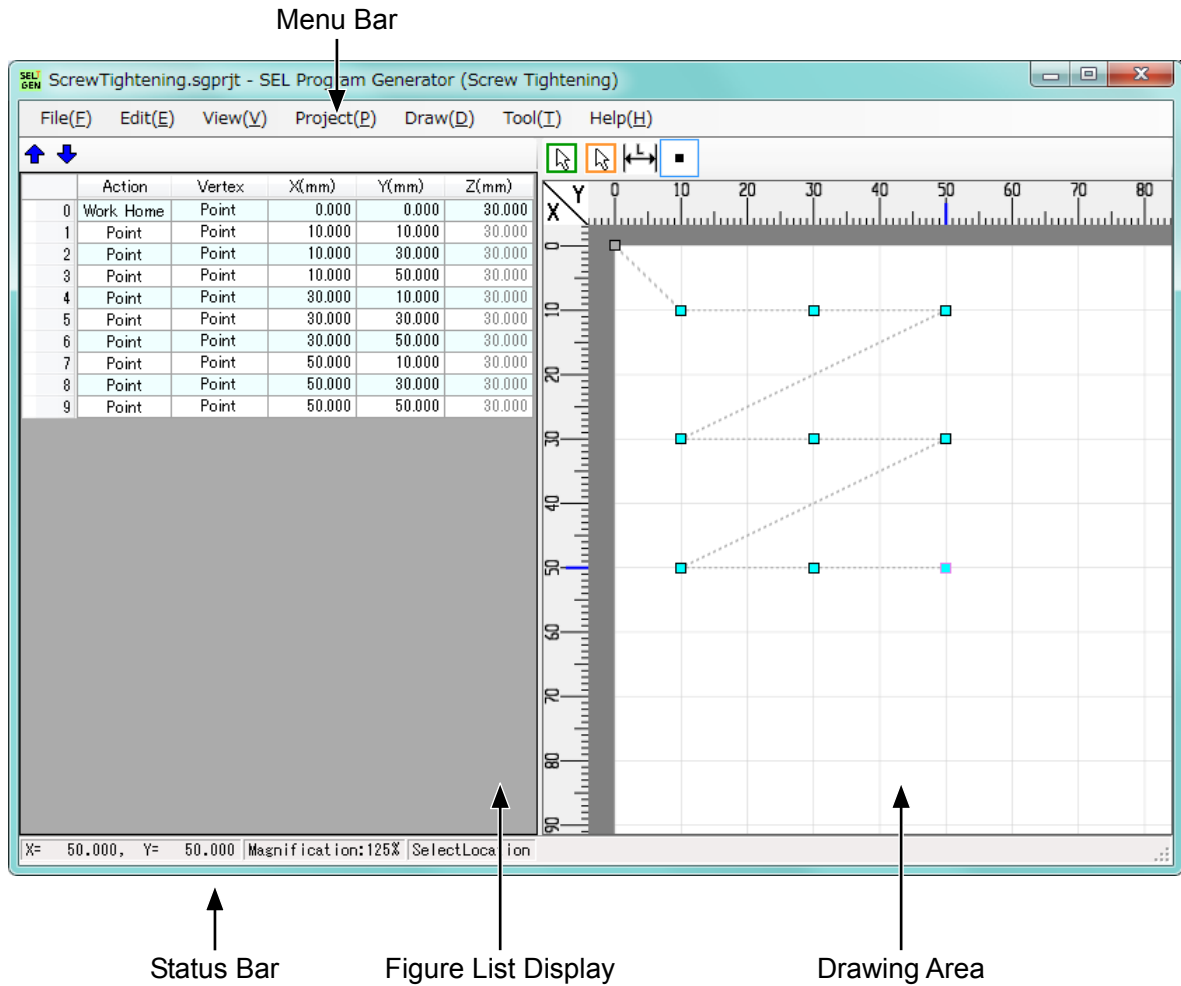 Menu Bar
SEL GEN ScrewTightening.sgprjt - SEL Program Generator (Screw Tightening)
File(F) Edit(E) View(V) Project(P) Draw(D) Tool(T) Help(H)
L
Action Vertex X(mm) Y(mm) Z(mm)
0 Work Home Point 0.000 0.000 30.000
1 Point Point 10.000 10.000 30.000
2 Point Point 10.000 30.000 30.000
3 Point Point 10.000 50.000 30.000
4 Point Point 30.000 10.000 30.000
5 Point Point 30.000 30.000 30.000
6 Point Point 30.000 50.000 30.000
7 Point Point 50.000 10.000 30.000
8 Point Point 50.000 30.000 30.000
9 Point Point 50.000 50.000 30.000
Y
X
0 10 20 30 40 50 60 70 80
0
10
20
30
40
50
60
70
80
90
X= 50.000, Y= 50.000 Magnification:125% SelectLocation
Status Bar
Figure List Display
Drawing Area